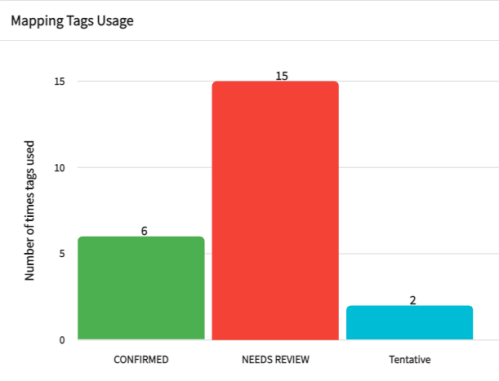 Mapping Tags Usage
15
15
10
6
5
2
0
Number of times tags used
CONFIRMED
NEEDS REVIEW
Tentative